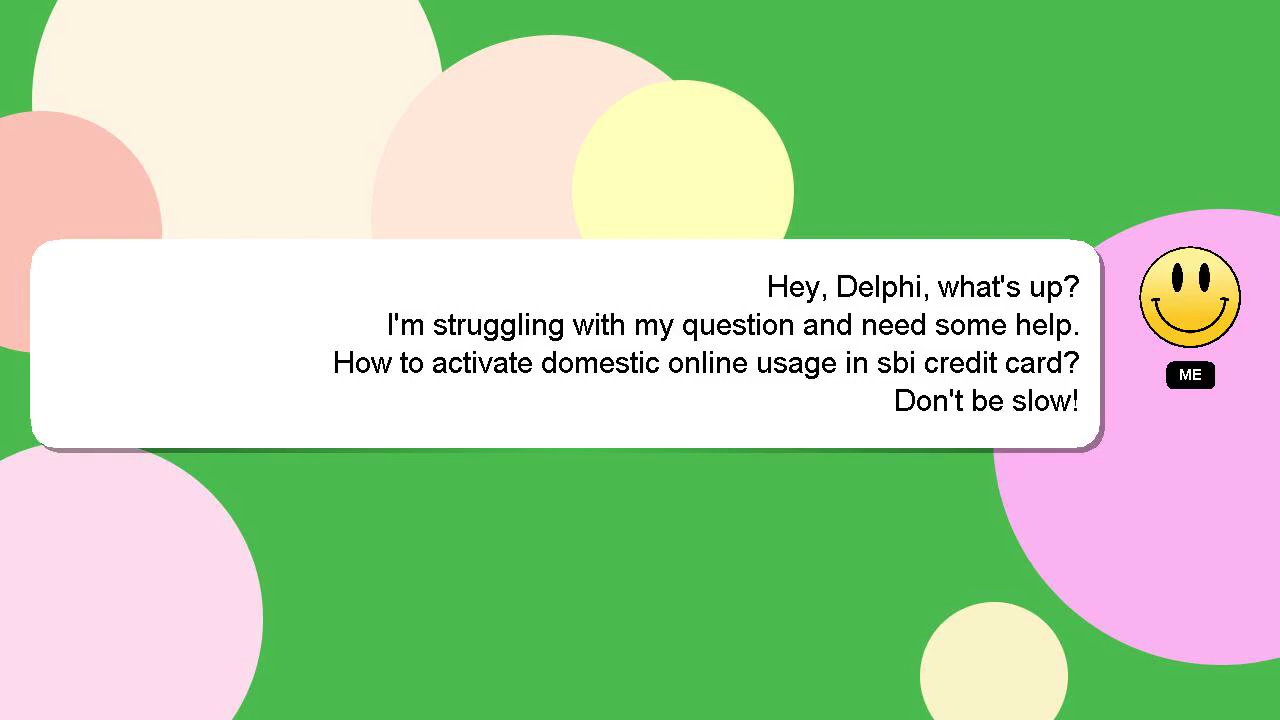 Hey, Delphi, what's up?
I'm struggling with my question and need some help.
How to activate domestic online usage in sbi credit card?
Don't be slow!
ME